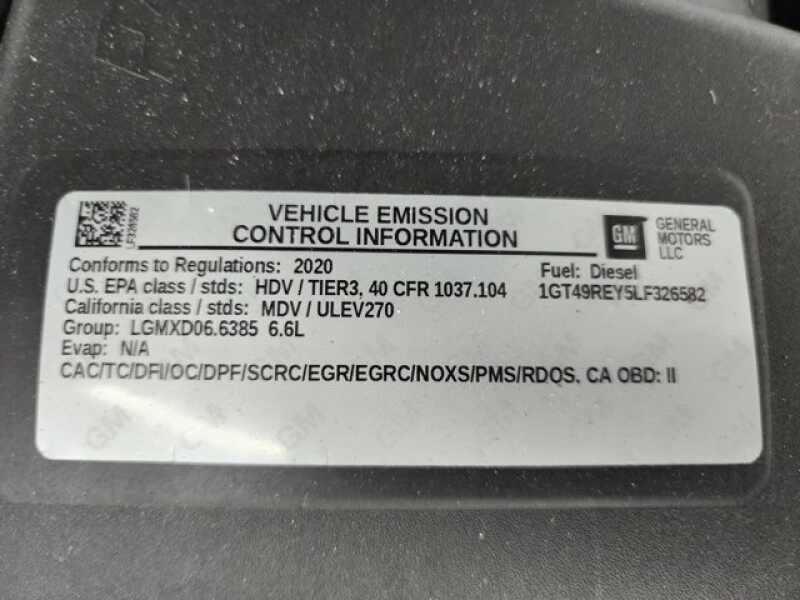 LF326582
VEHICLE EMISSION
CONTROL INFORMATION
GM
GENERAL
MOTORS
LLC
Conforms to Regulations: 2020
Fuel: Diesel
U.S. EPA class / stds: HDV / TIER3, 40 CFR 1037.104
1GT49REY5LF326582
California class / stds: MDV / ULEV270
Group: LGMXD06.6385 6.6L
Evap: N/A
CAC/TC/DFI/OC/DPF/SCRC/EGR/EGRC/NOXS/PMS/RDQS. CA OBD: II